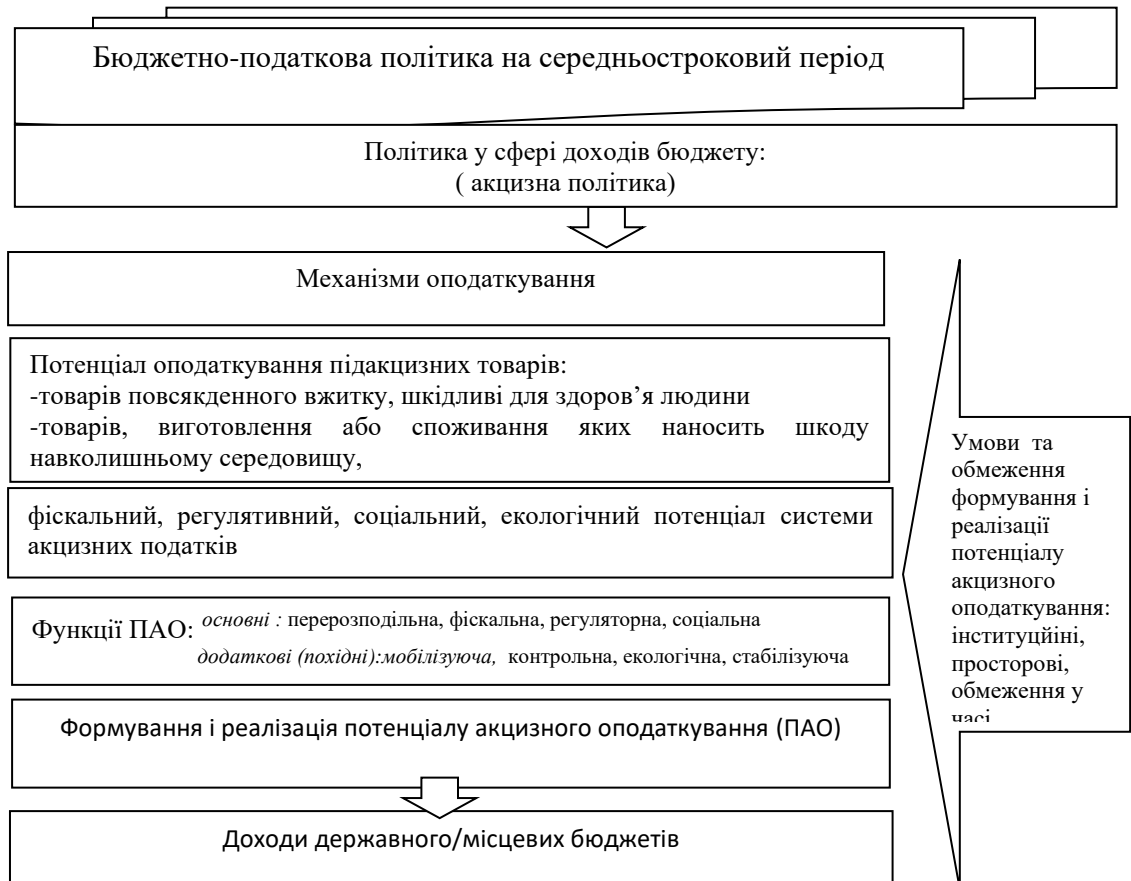 Бюджетно-податкова політика на середньостроковий період
Політика у сфері доходів бюджету:
( акцизна політика)
Механізми оподаткування
Потенціал оподаткування підакцизних товарів:
-товарів повсякденного вжитку, шкідливі для здоров’я людини
-товарів, виготовлення або споживання яких наносить шкоду
навколишньому середовищу,
фіскальний, регулятивний, соціальний, екологічний потенціал системи
акцизних податків
Функції ПАО: основні : перерозподільна, фіскальна, регуляторна, соціальна
додаткові (похідні):мобілізуюча, контрольна, екологічна, стабілізуюча
Формування і реалізація потенціалу акцизного оподаткування (ПАО)
Доходи державного/місцевих бюджетів
Умови та
обмеження
формування і
реалізації
потенціалу
акцизного
оподаткування:
інституційні,
просторові,
обмеження у
часі